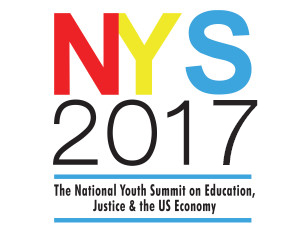 NYS
2017
The National Youth Summit on Education,
Justice & the US Economy